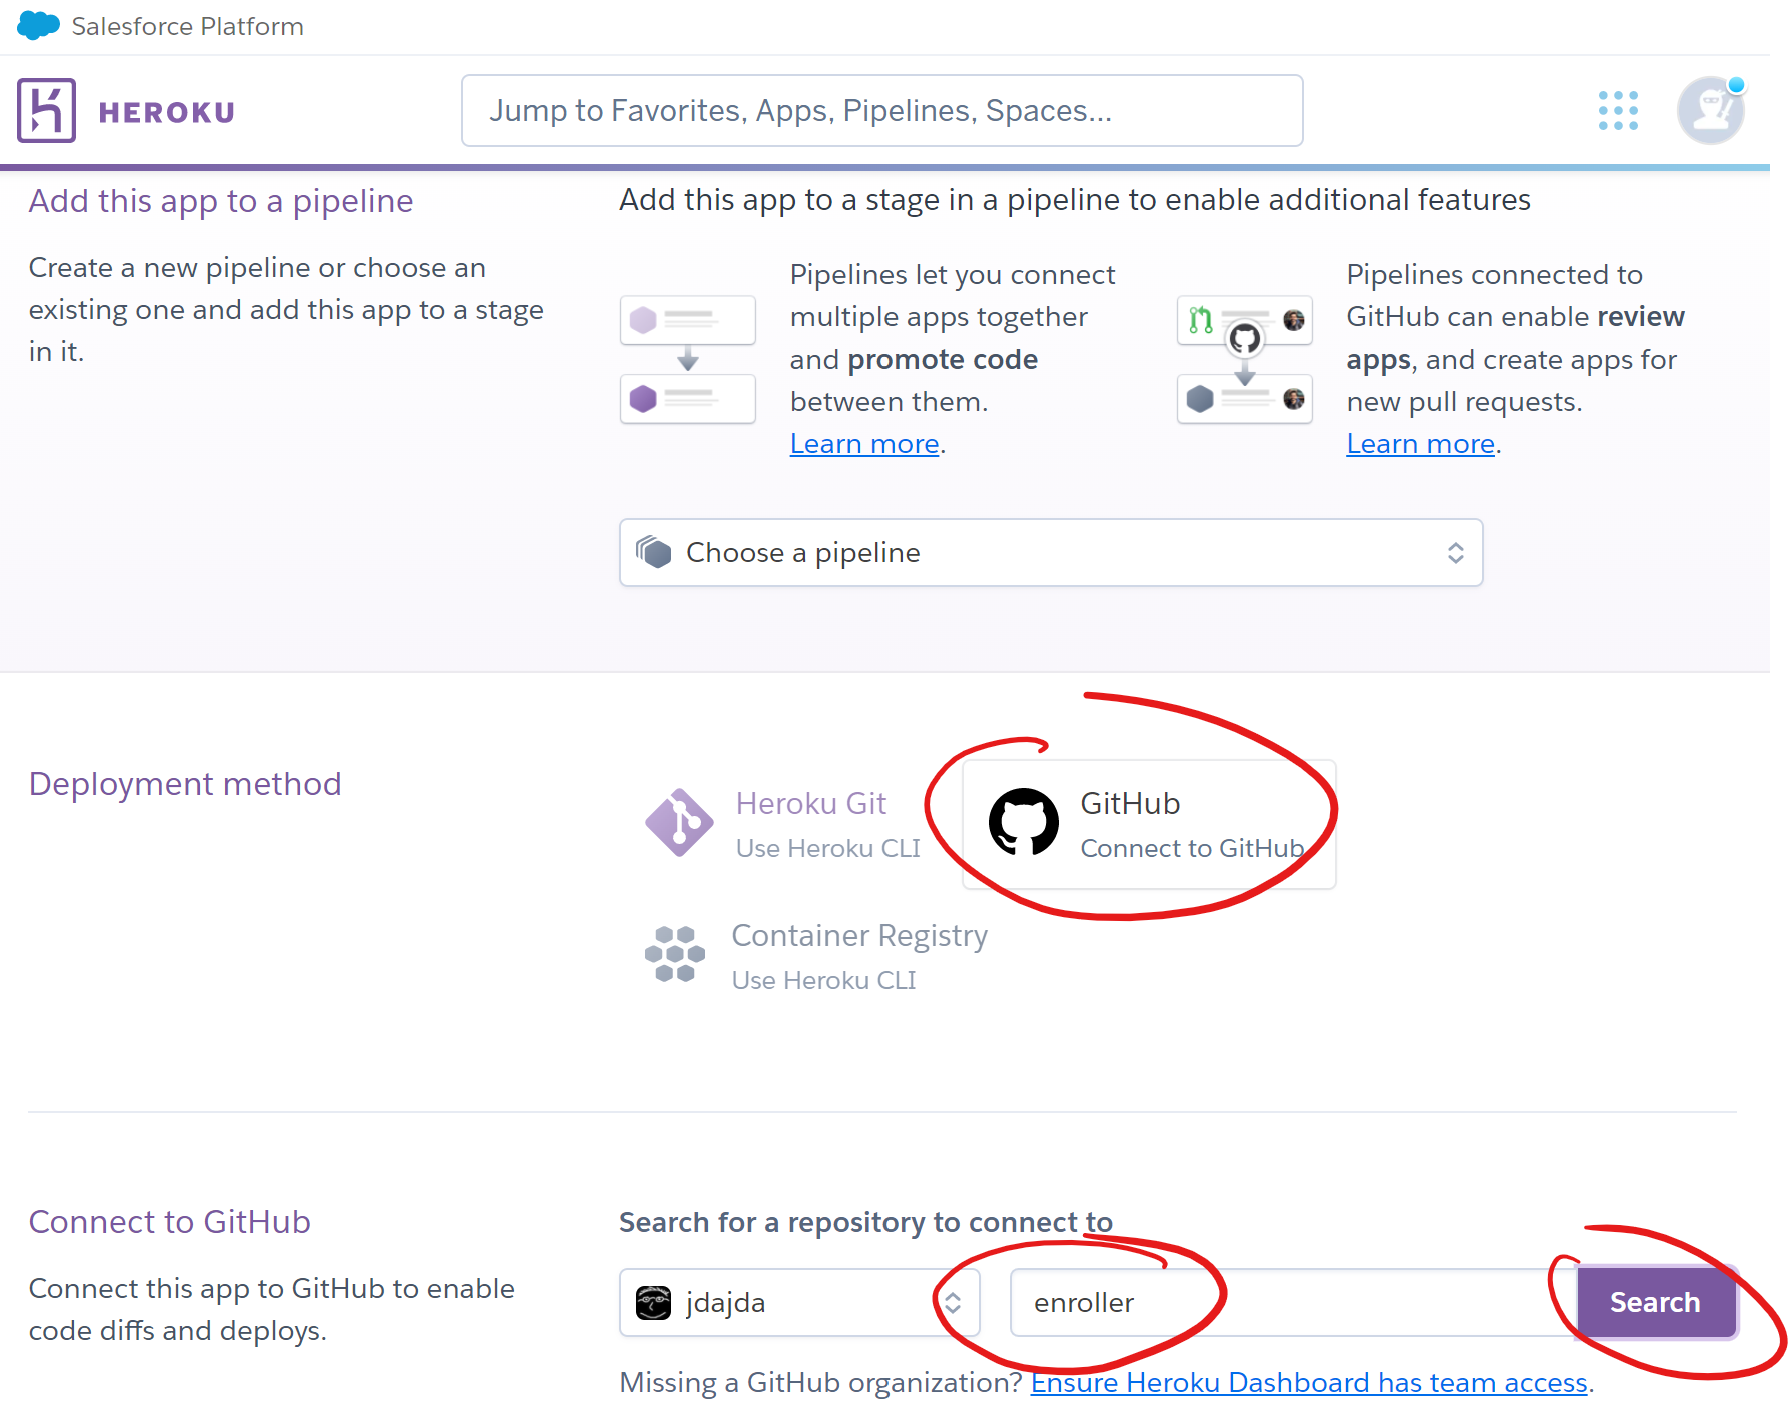 Salesforce Platform
HEROKU
Jump to Favorites, Apps, Pipelines, Spaces...
Add this app to a pipeline
Create a new pipeline or choose an
existing one and add this app to a stage
in it.
Add this app to a stage in a pipeline to enable additional features
Pipelines let you connect
multiple apps together
and promote code
between them.
Learn more.
Pipelines connected to
GitHub can enable review
apps, and create apps for
new pull requests.
Learn more.
Choose a pipeline
Deployment method
Heroku Git
Use Heroku CLI
GitHub
Connect to GitHub
Container Registry
Use Heroku CLI
Connect to GitHub
Connect this app to GitHub to enable
code diffs and deploys.
Search for a repository to connect to
jdajda
enroller
Search
Missing a GitHub organization? Ensure Heroku Dashboard has team access.